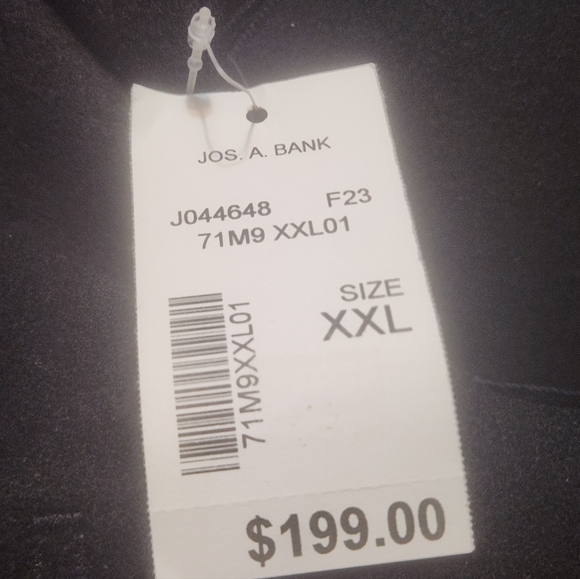 JOS. A. BANK
J044648 F23
71M9 XXL01
SIZE
XXL
71M9XXL01
$199.00